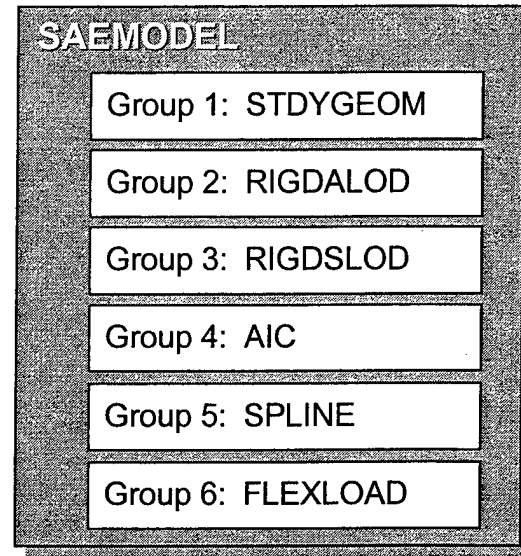 SAEMODEL
Group 1: STDYGEOM
Group 2: RIGDALOD
Group 3: RIGDSLOD
Group 4: AIC
Group 5: SPLINE
Group 6: FLEXLOAD